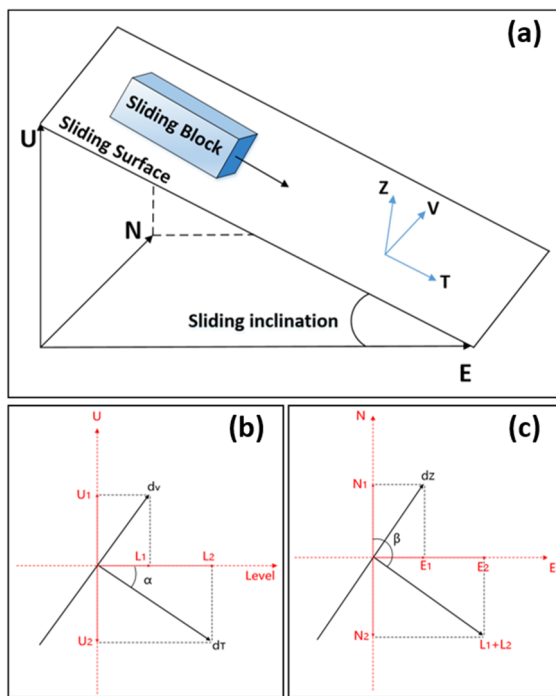 (a)
Sliding Block
U
Sliding Surface
Z
V
N
T
Sliding inclination
E
(b)
U
dv
U1
L1
L2
Level
α
U2
dT
(c)
N
dZ
N1
β
E1
E2
E
N2
L1+L2